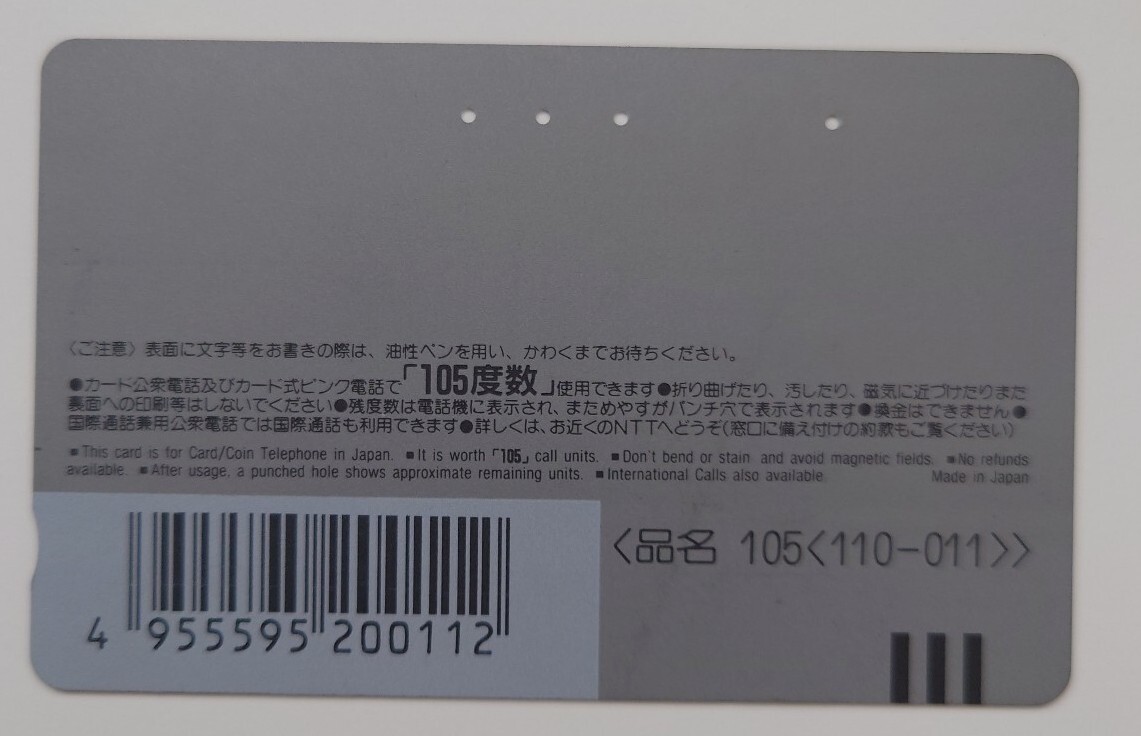 〈ご注意〉表面に文字等をお書きの際は、油性ペンを用い、かわくまでお待ちください。
●カード公衆電話及びカード式ピンク電話で「105度数」使用できます●折り曲げたり、汚したり、磁気に近づけたりまた
裏面への印刷等はしないでください●残度数は電話機に表示され、まためやすがパンチ穴で表示されます●換金はできません●
国際通話兼用公衆電話では国際通話も利用できます●詳しくは、お近くのNTTへどうぞ(窓口に備え付けの約款もご覧ください)
■This card is for Card/Coin Telephone in Japan. ■It is worth「105」call units. ■Don't bend or stain and avoid magnetic fields. ■No refunds
available. ■After usage, a punched hole shows approximate remaining units. ■International Calls also available. Made in Japan
〈品名 105〈110-011〉〉
4 955595 200112